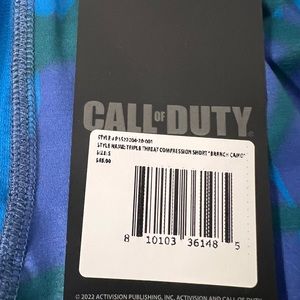 CALL OF DUTY
STYLE NAME: TRIPLE THREAT COMPRESSION SHORT "BRANCH CAMO"
SIZE: S
$65.00
8 10103 36148 5
© 2022 ACTIVISION PUBLISHING, INC. ACTIVISION AND CALL OF DUTY